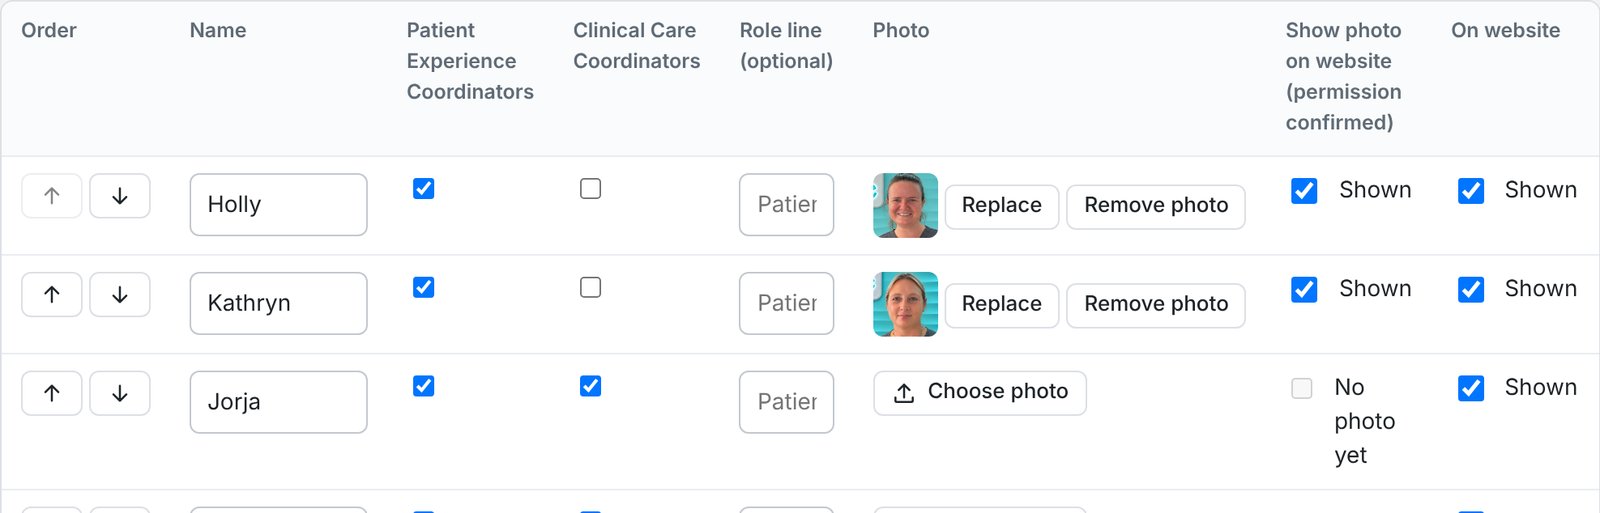 Order
Name
Patient
Experience
Coordinators
Clinical Care
Coordinators
Role line
(optional)
Photo
Show photo
on website
(permission
confirmed)
On website
Holly
Patier
Replace
Remove photo
Shown
Shown
Kathryn
Patier
Replace
Remove photo
Shown
Shown
Jorja
Patier
Choose photo
No
photo
yet
Shown